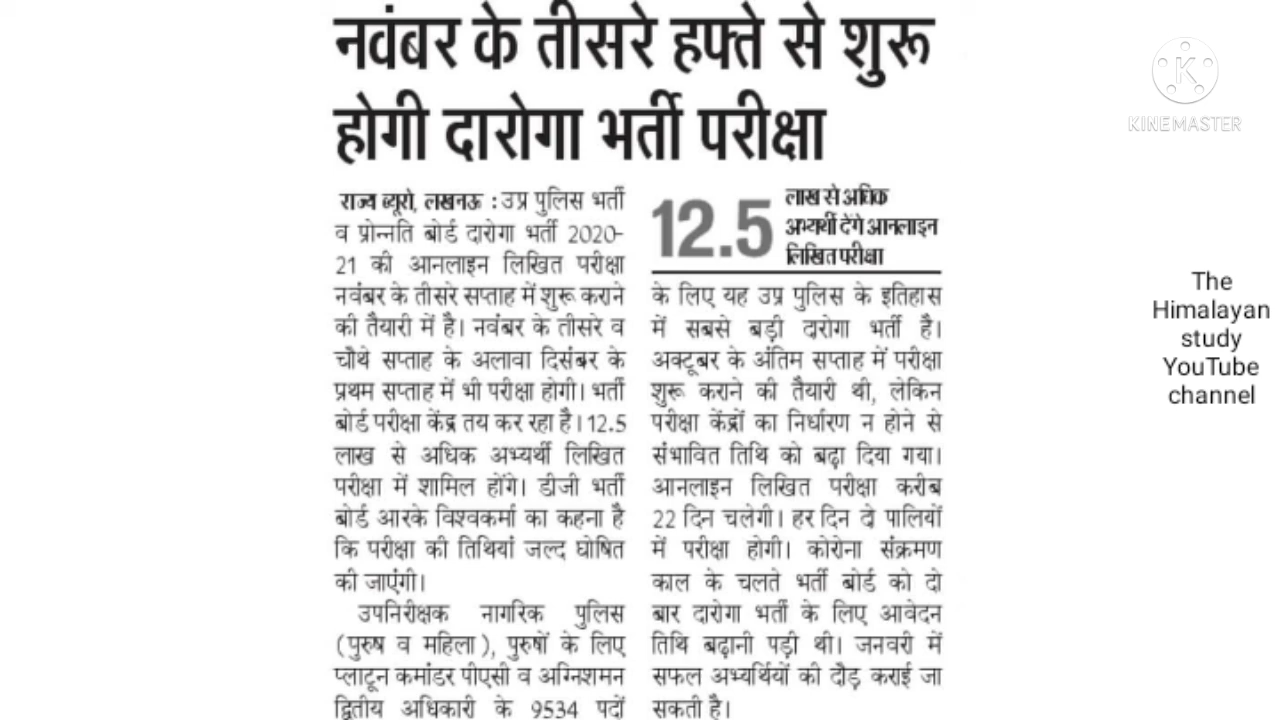 नवंबर के तीसरे हफ्ते से शुरू
होगी दारोगा भर्ती परीक्षा
राज्य ब्यूरो, लखनऊ : उप्र पुलिस भर्ती
व प्रोन्नति बोर्ड दारोगा भर्ती 2020-
21 की आनलाइन लिखित परीक्षा
नवंबर के तीसरे सप्ताह में शुरू कराने
की तैयारी में है। नवंबर के तीसरे व
चौथे सप्ताह के अलावा दिसंबर के
प्रथम सप्ताह में भी परीक्षा होगी। भर्ती
बोर्ड परीक्षा केंद्र तय कर रहा है। 12.5
लाख से अधिक अभ्यर्थी लिखित
परीक्षा में शामिल होंगे। डीजी भर्ती
बोर्ड आरके विश्वकर्मा का कहना है
कि परीक्षा की तिथियां जल्द घोषित
की जाएंगी।
उपनिरीक्षक नागरिक पुलिस
(पुरुष व महिला), पुरुषों के लिए
प्लाटून कमांडर पीएसी व अग्निशमन
द्वितीय अधिकारी के 9534 पदों
12.5
लाख से अधिक
अभ्यर्थी देंगे आनलाइन
लिखित परीक्षा
के लिए यह उप्र पुलिस के इतिहास
में सबसे बड़ी दारोगा भर्ती है।
अक्टूबर के अंतिम सप्ताह में परीक्षा
शुरू कराने की तैयारी थी, लेकिन
परीक्षा केंद्रों का निर्धारण न होने से
संभावित तिथि को बढ़ा दिया गया।
आनलाइन लिखित परीक्षा करीब
22 दिन चलेगी। हर दिन दो पालियों
में परीक्षा होगी। कोरोना संक्रमण
काल के चलते भर्ती बोर्ड को दो
बार दारोगा भर्ती के लिए आवेदन
तिथि बढ़ानी पड़ी थी। जनवरी में
सफल अभ्यर्थियों की दौड़ कराई जा
सकती है।
K
KINEMASTER
The
Himalayan
study
YouTube
channel